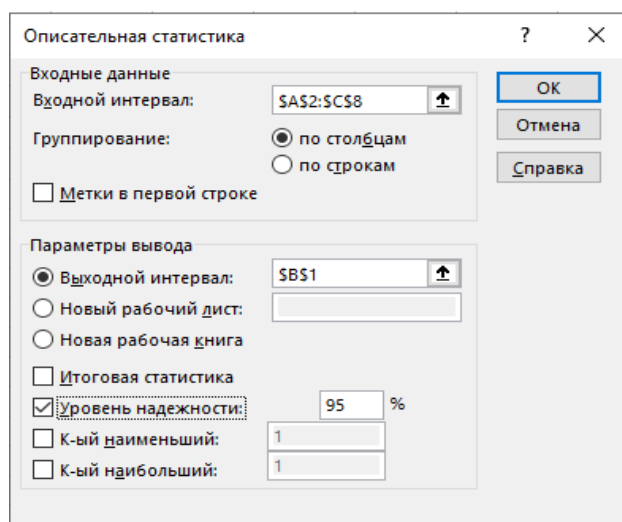 Описательная статистика ? ×
Входные данные
Входной интервал: $A$2:$C$8
ОК
Группирование: по столбцам
Отмена
по строкам
Справка
Метки в первой строке
Параметры вывода
Выходной интервал: $B$1
Новый рабочий лист:
Новая рабочая книга
Итоговая статистика
Уровень надежности: 95 %
К-ый наименьший: 1
К-ый наибольший: 1